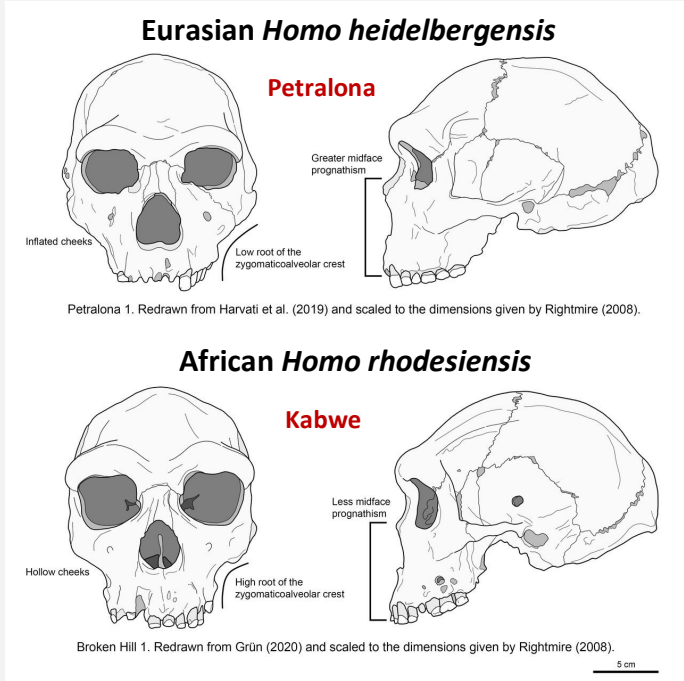 Eurasian Homo heidelbergensis
Petralona
Greater midface
prognathism
Inflated cheeks
Low root of the
zygomaticoalveolar crest
Petralona 1. Redrawn from Harvati et al. (2019) and scaled to the dimensions given by Rightmire (2008).
African Homo rhodesiensis
Kabwe
Less midface
prognathism
Hollow cheeks
High root of the
zygomaticoalveolar crest
Broken Hill 1. Redrawn from Grün (2020) and scaled to the dimensions given by Rightmire (2008).
5 cm